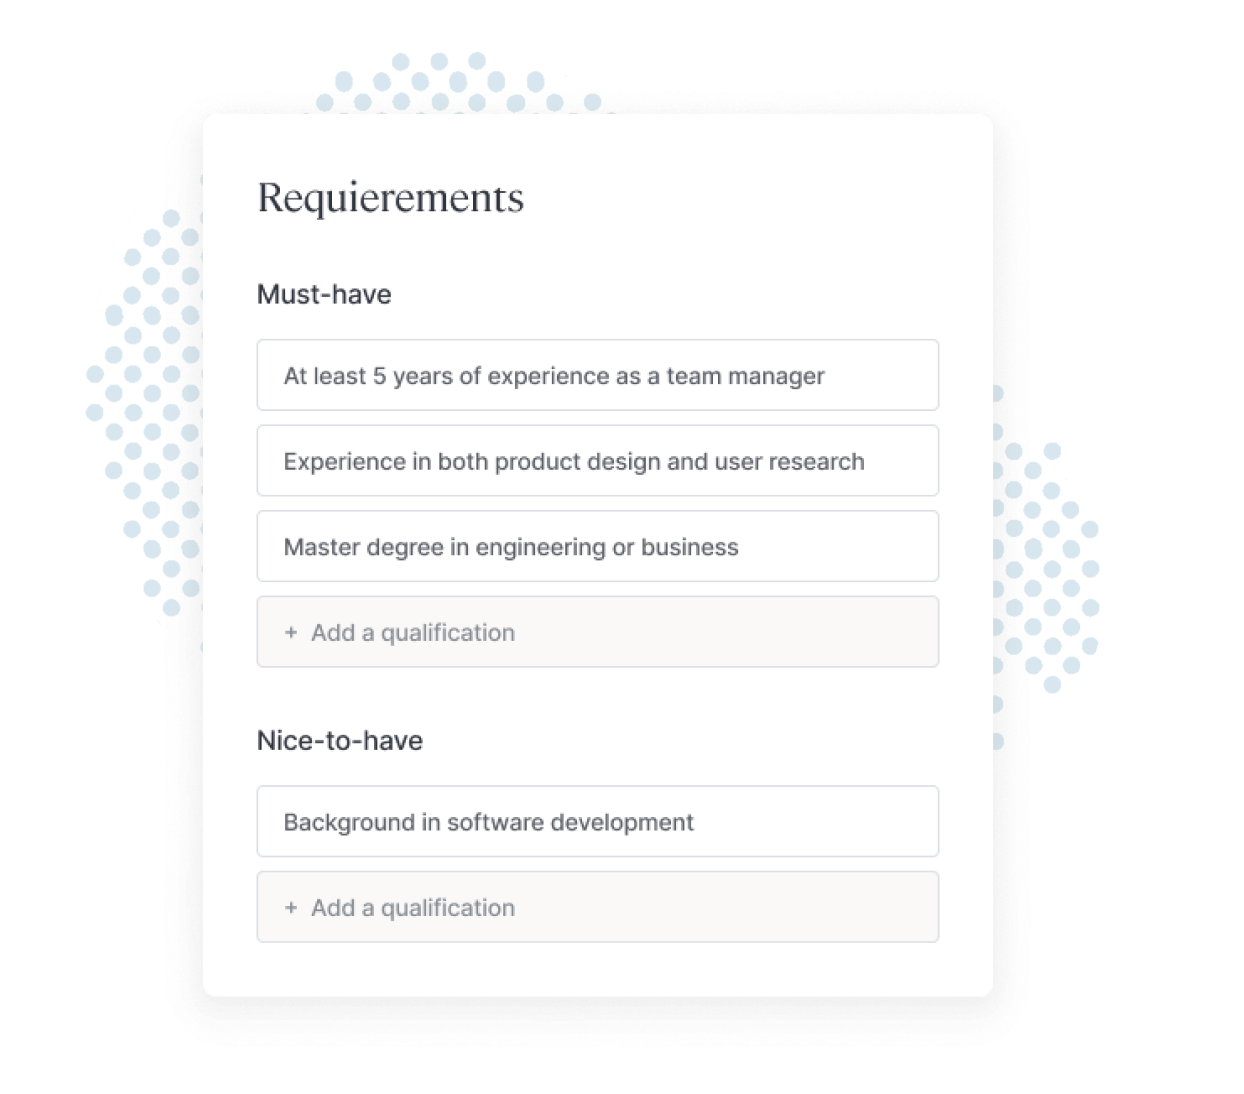 Requierements
Must-have
At least 5 years of experience as a team manager
Experience in both product design and user research
Master degree in engineering or business
+ Add a qualification
Nice-to-have
Background in software development
+ Add a qualification